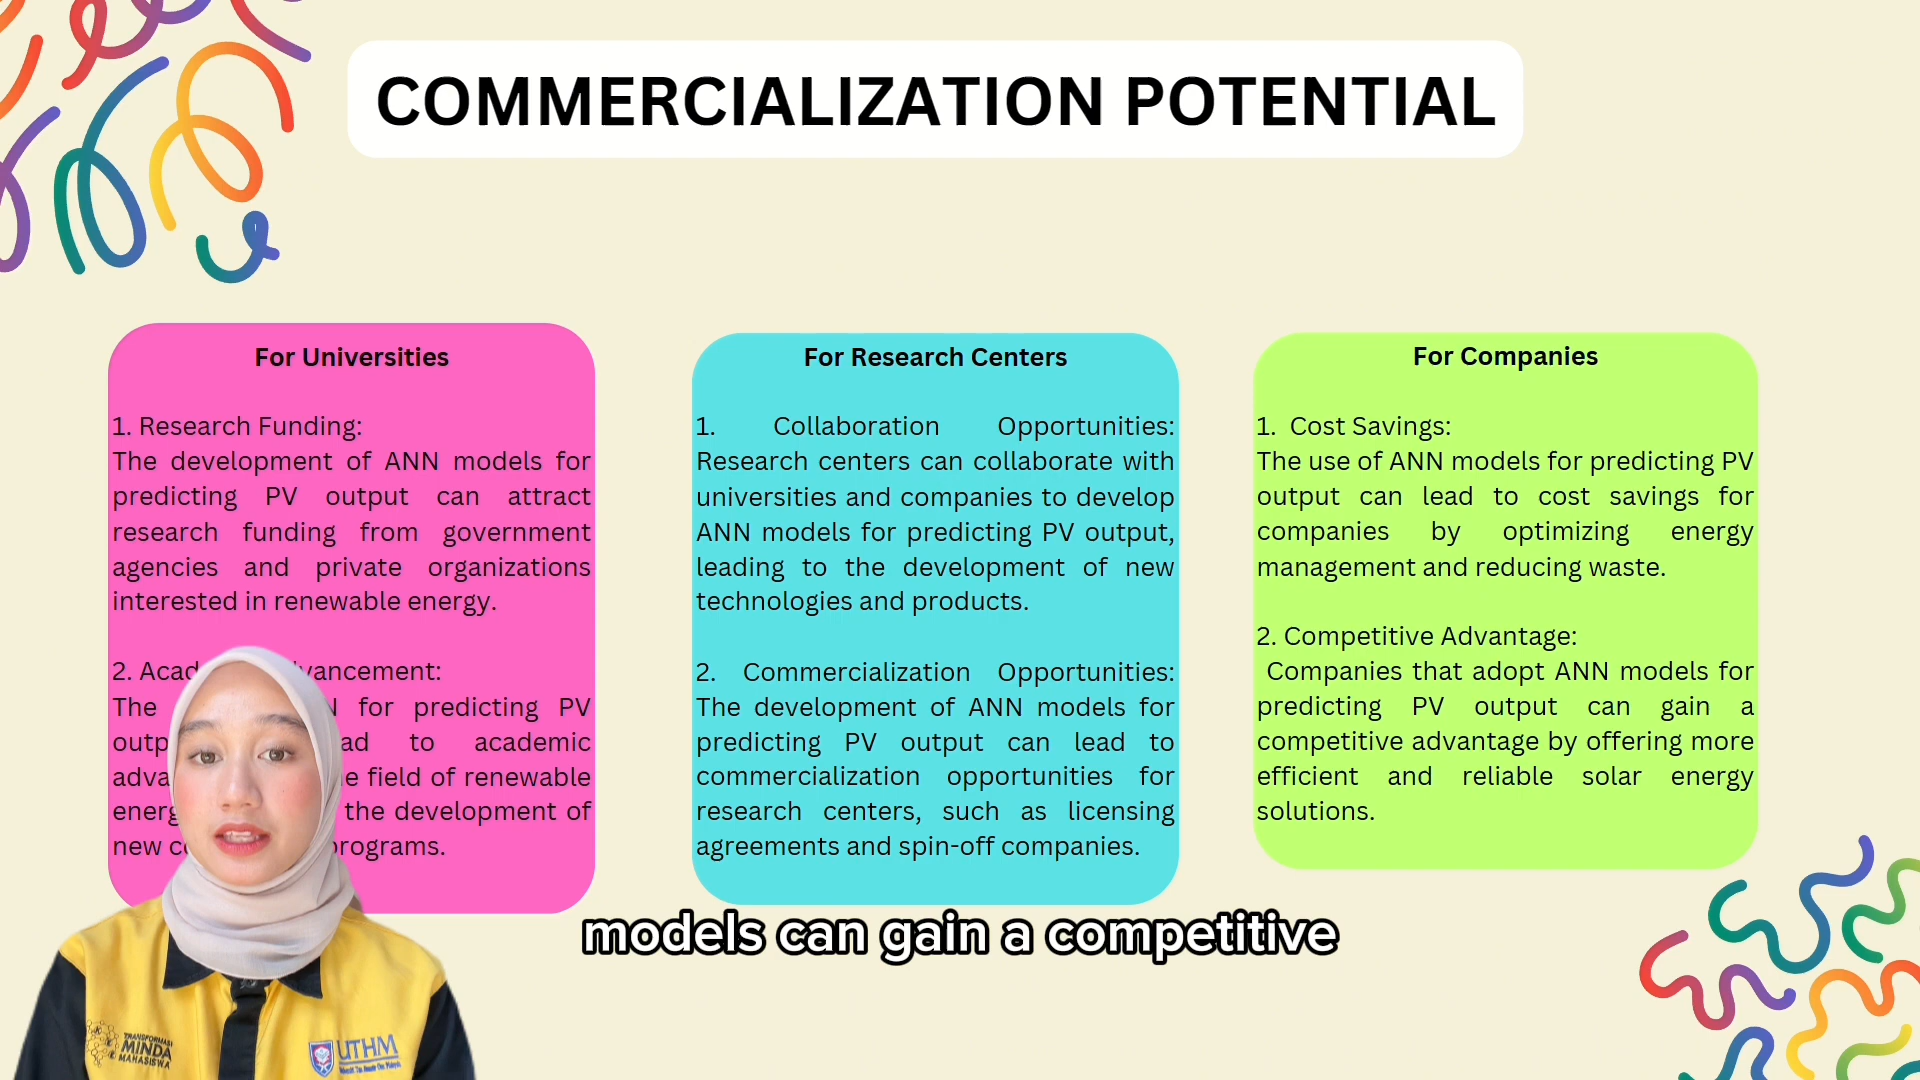 COMMERCIALIZATION POTENTIAL
For Universities
1. Research Funding:
The development of ANN models for
predicting PV output can attract
research funding from government
agencies and private organizations
interested in renewable energy.
2. Acad vancement:
The for predicting PV
outp ad to academic
adva e field of renewable
energ the development of
new c programs.
For Research Centers
1. Collaboration Opportunities:
Research centers can collaborate with
universities and companies to develop
ANN models for predicting PV output,
leading to the development of new
technologies and products.
2. Commercialization Opportunities:
The development of ANN models for
predicting PV output can lead to
commercialization opportunities for
research centers, such as licensing
agreements and spin-off companies.
For Companies
1. Cost Savings:
The use of ANN models for predicting PV
output can lead to cost savings for
companies by optimizing energy
management and reducing waste.
2. Competitive Advantage:
Companies that adopt ANN models for
predicting PV output can gain a
competitive advantage by offering more
efficient and reliable solar energy
solutions.
models can gain a competitive
TRANSFORMASI
MINDA
MAHASISWA
UTHM